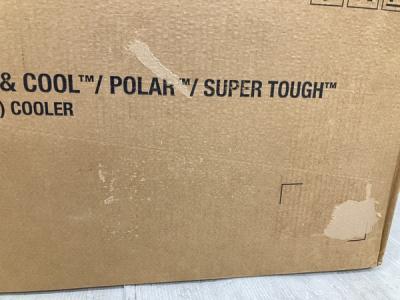 & COOL™/ POLAR™/ SUPER TOUGH™
) COOLER